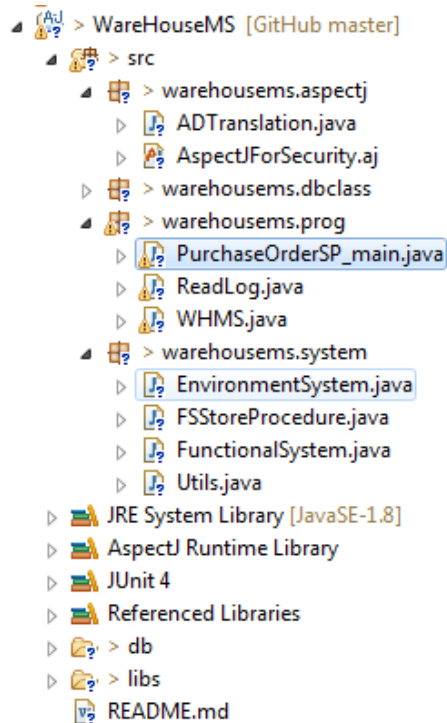 > WareHouseMS [GitHub master]
> src
> warehousems.aspectj
ADTranslation.java
AspectJForSecurity.aj
> warehousems.dbclass
> warehousems.prog
PurchaseOrderSP_main.java
ReadLog.java
WHMS.java
> warehousems.system
EnvironmentSystem.java
FSStoreProcedure.java
FunctionalSystem.java
Utils.java
JRE System Library [JavaSE-1.8]
AspectJ Runtime Library
JUnit 4
Referenced Libraries
> db
> libs
README.md